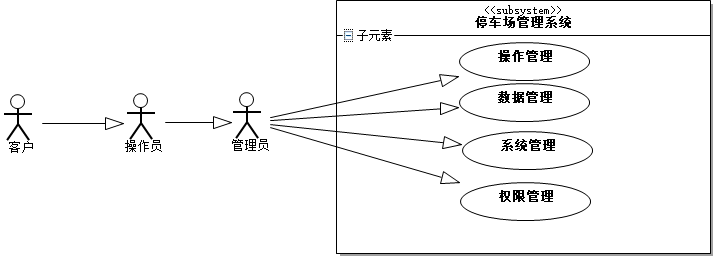 <<subsystem>>
停车场管理系统
子元素
操作管理
数据管理
系统管理
权限管理
客户
操作员
管理员